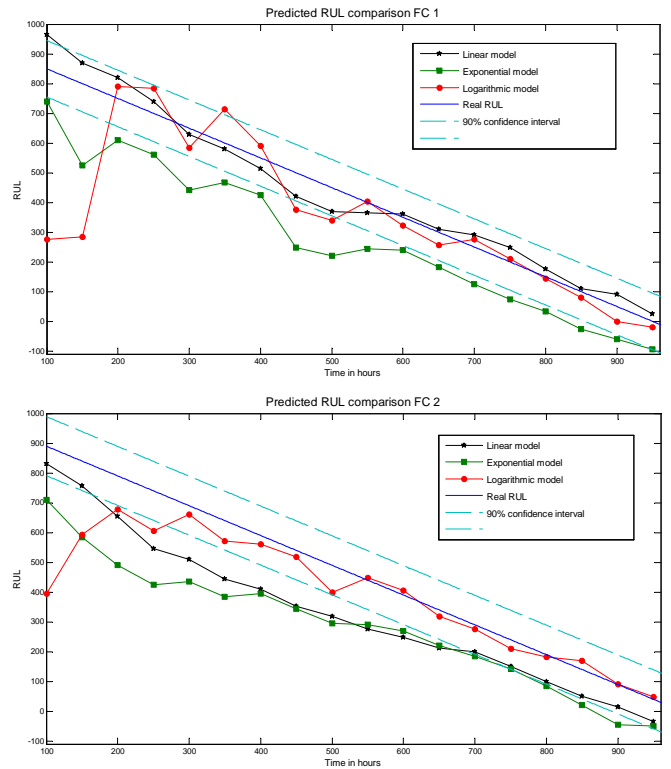 Predicted RUL comparison FC 1
1000
900
800
700
600
500
400
300
200
100
0
-100
RUL
Linear model
Exponential model
Logarithmic model
Real RUL
90% confidence interval
100 200 300 400 500 600 700 800 900
Time in hours
Predicted RUL comparison FC 2
1000
900
800
700
600
500
400
300
200
100
0
-100
RUL
Linear model
Exponential model
Logarithmic model
Real RUL
90% confidence interval
100 200 300 400 500 600 700 800 900
Time in hours